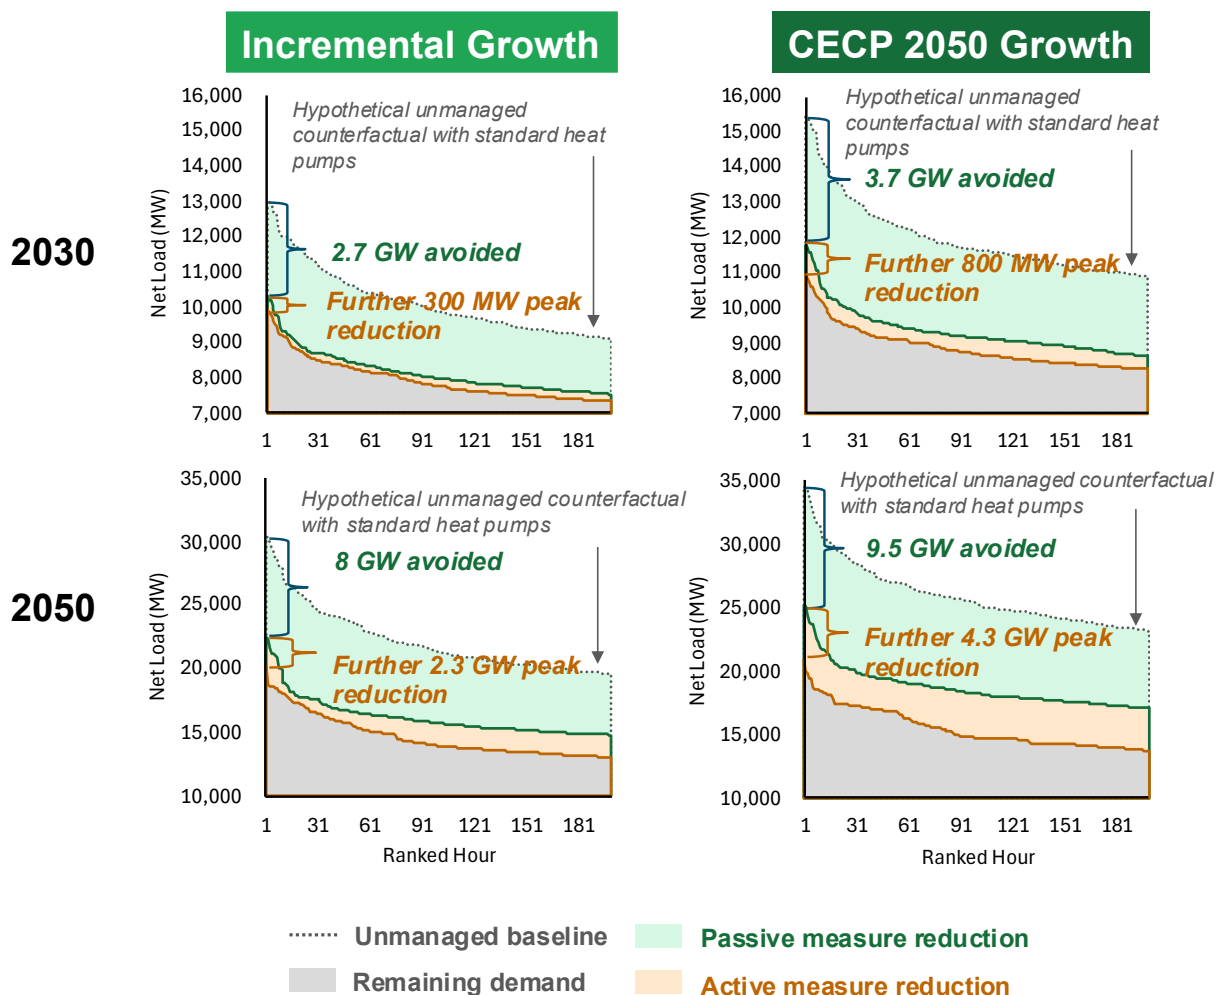 Incremental Growth
CECP 2050 Growth
2030
Net Load (MW)
16,000
15,000
14,000
13,000
12,000
11,000
10,000
9,000
8,000
7,000
Hypothetical unmanaged
counterfactual with standard heat
pumps
2.7 GW avoided
Further 300 MW peak
reduction
1 31 61 91 121 151 181
Net Load (MW)
16,000
15,000
14,000
13,000
12,000
11,000
10,000
9,000
8,000
7,000
Hypothetical unmanaged
counterfactual with standard heat
pumps
3.7 GW avoided
Further 800 MW peak
reduction
1 31 61 91 121 151 181
2050
Net Load (MW)
35,000
30,000
25,000
20,000
15,000
10,000
Hypothetical unmanaged counterfactual
with standard heat pumps
8 GW avoided
Further 2.3 GW peak
reduction
1 31 61 91 121 151 181
Ranked Hour
Net Load (MW)
35,000
30,000
25,000
20,000
15,000
10,000
Hypothetical unmanaged counterfactual
with standard heat pumps
9.5 GW avoided
Further 4.3 GW peak
reduction
1 31 61 91 121 151 181
Ranked Hour
Unmanaged baseline
Passive measure reduction
Remaining demand
Active measure reduction